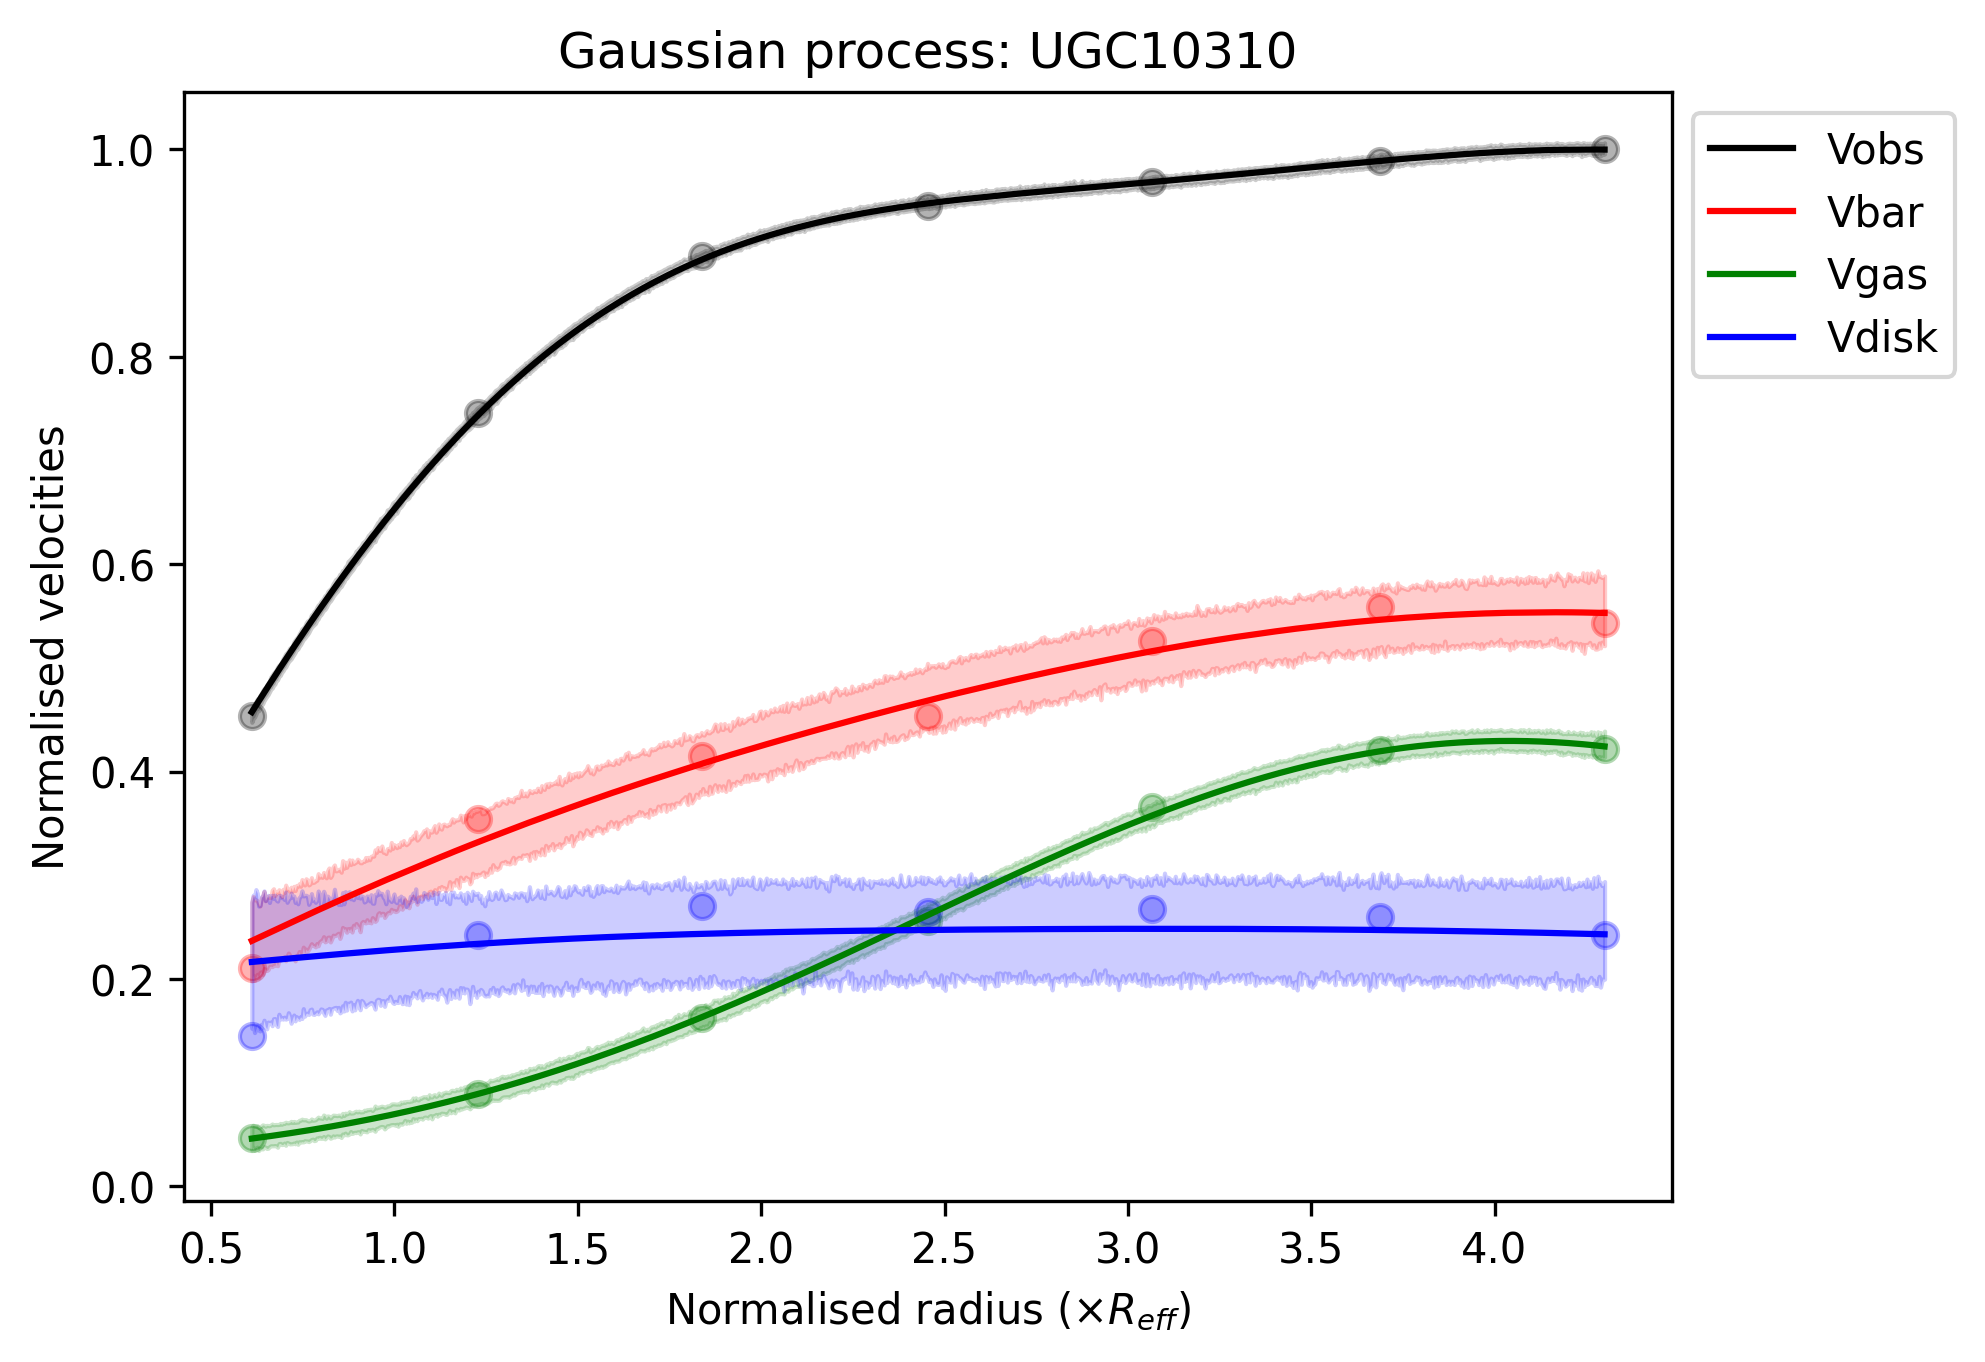 Gaussian process: UGC10310
Normalised velocities
1.0
0.8
0.6
0.4
0.2
0.0
0.5 1.0 1.5 2.0 2.5 3.0 3.5 4.0
Normalised radius (×R_eff)
Vobs
Vbar
Vgas
Vdisk